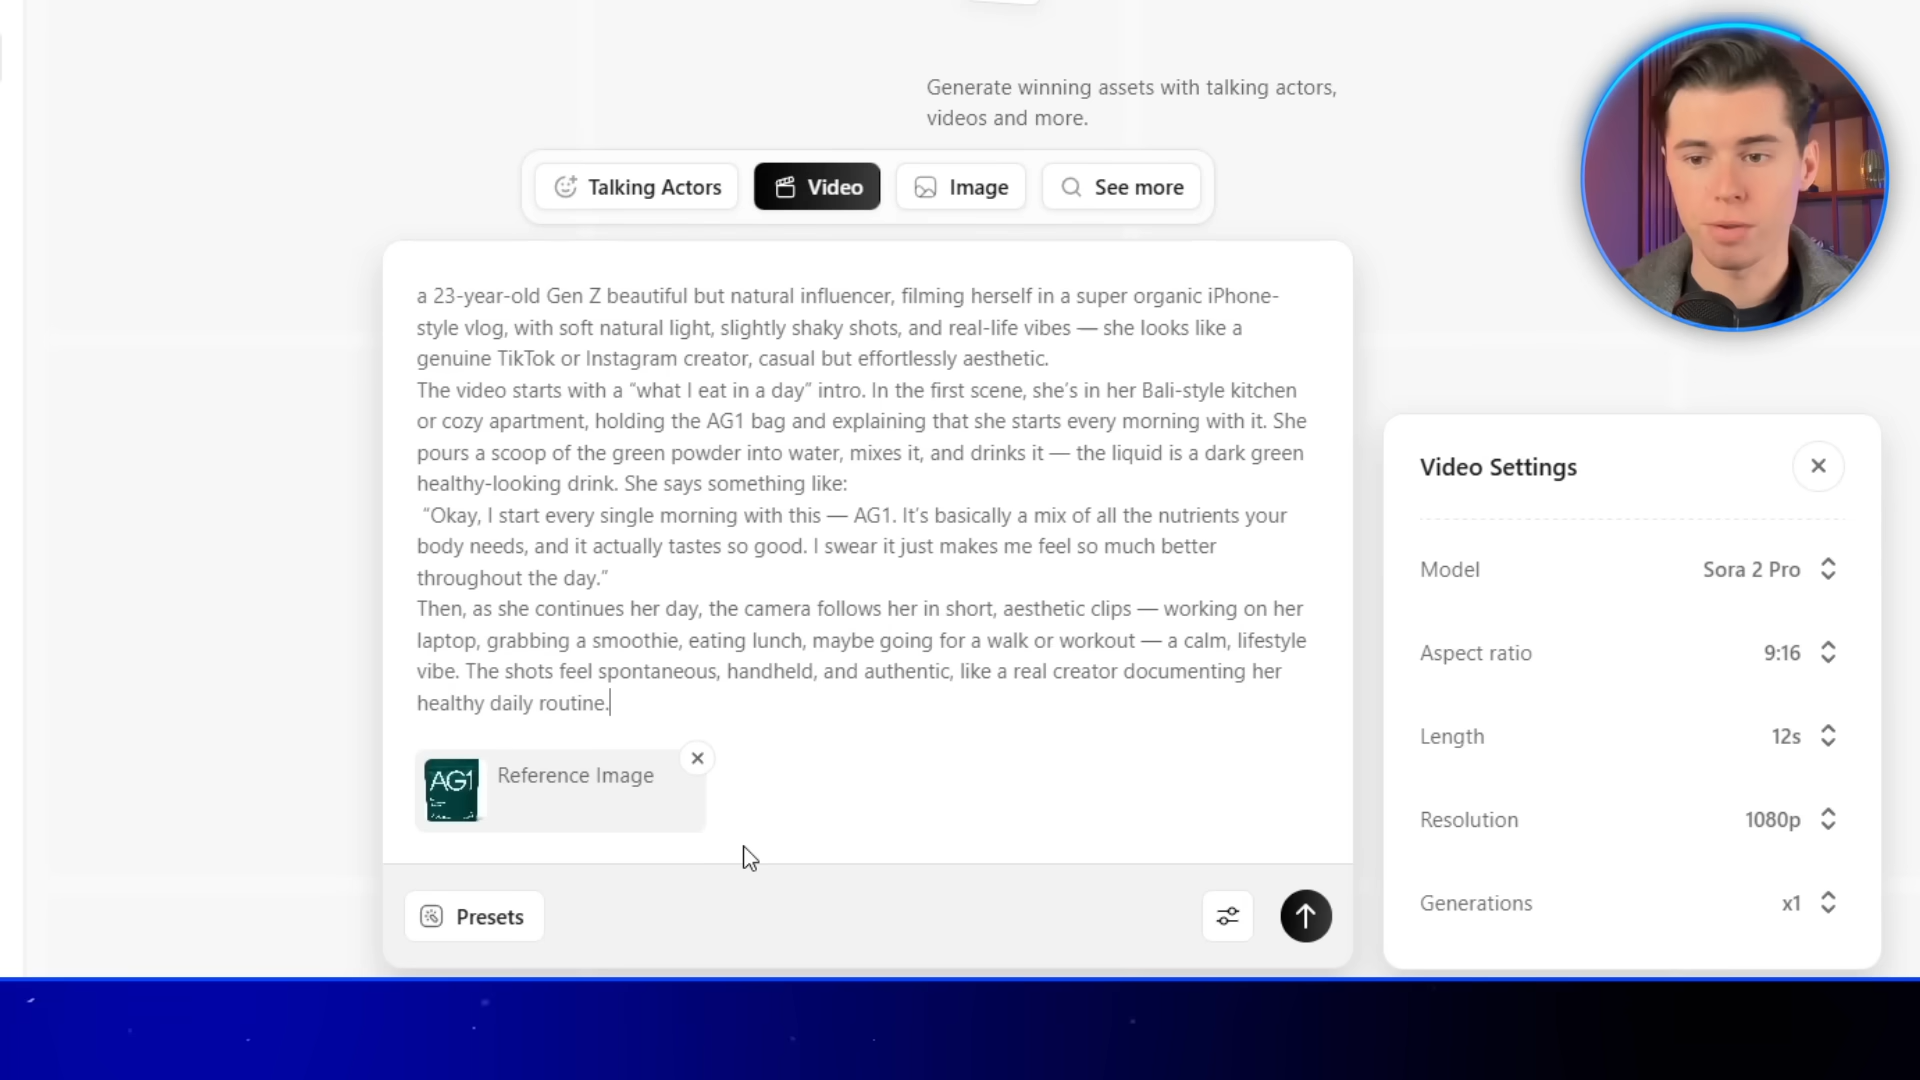 Generate winning assets with talking actors,
videos and more.
Talking Actors
Video
Image
See more
a 23-year-old Gen Z beautiful but natural influencer, filming herself in a super organic iPhone-
style vlog, with soft natural light, slightly shaky shots, and real-life vibes — she looks like a
genuine TikTok or Instagram creator, casual but effortlessly aesthetic.
The video starts with a “what I eat in a day” intro. In the first scene, she’s in her Bali-style kitchen
or cozy apartment, holding the AG1 bag and explaining that she starts every morning with it. She
pours a scoop of the green powder into water, mixes it, and drinks it — the liquid is a dark green
healthy-looking drink. She says something like:
“Okay, I start every single morning with this — AG1. It’s basically a mix of all the nutrients your
body needs, and it actually tastes so good. I swear it just makes me feel so much better
throughout the day.”
Then, as she continues her day, the camera follows her in short, aesthetic clips — working on her
laptop, grabbing a smoothie, eating lunch, maybe going for a walk or workout — a calm, lifestyle
vibe. The shots feel spontaneous, handheld, and authentic, like a real creator documenting her
healthy daily routine.
AG1
Reference Image
Presets
Video Settings
Model
Sora 2 Pro
Aspect ratio
9:16
Length
12s
Resolution
1080p
Generations
x1